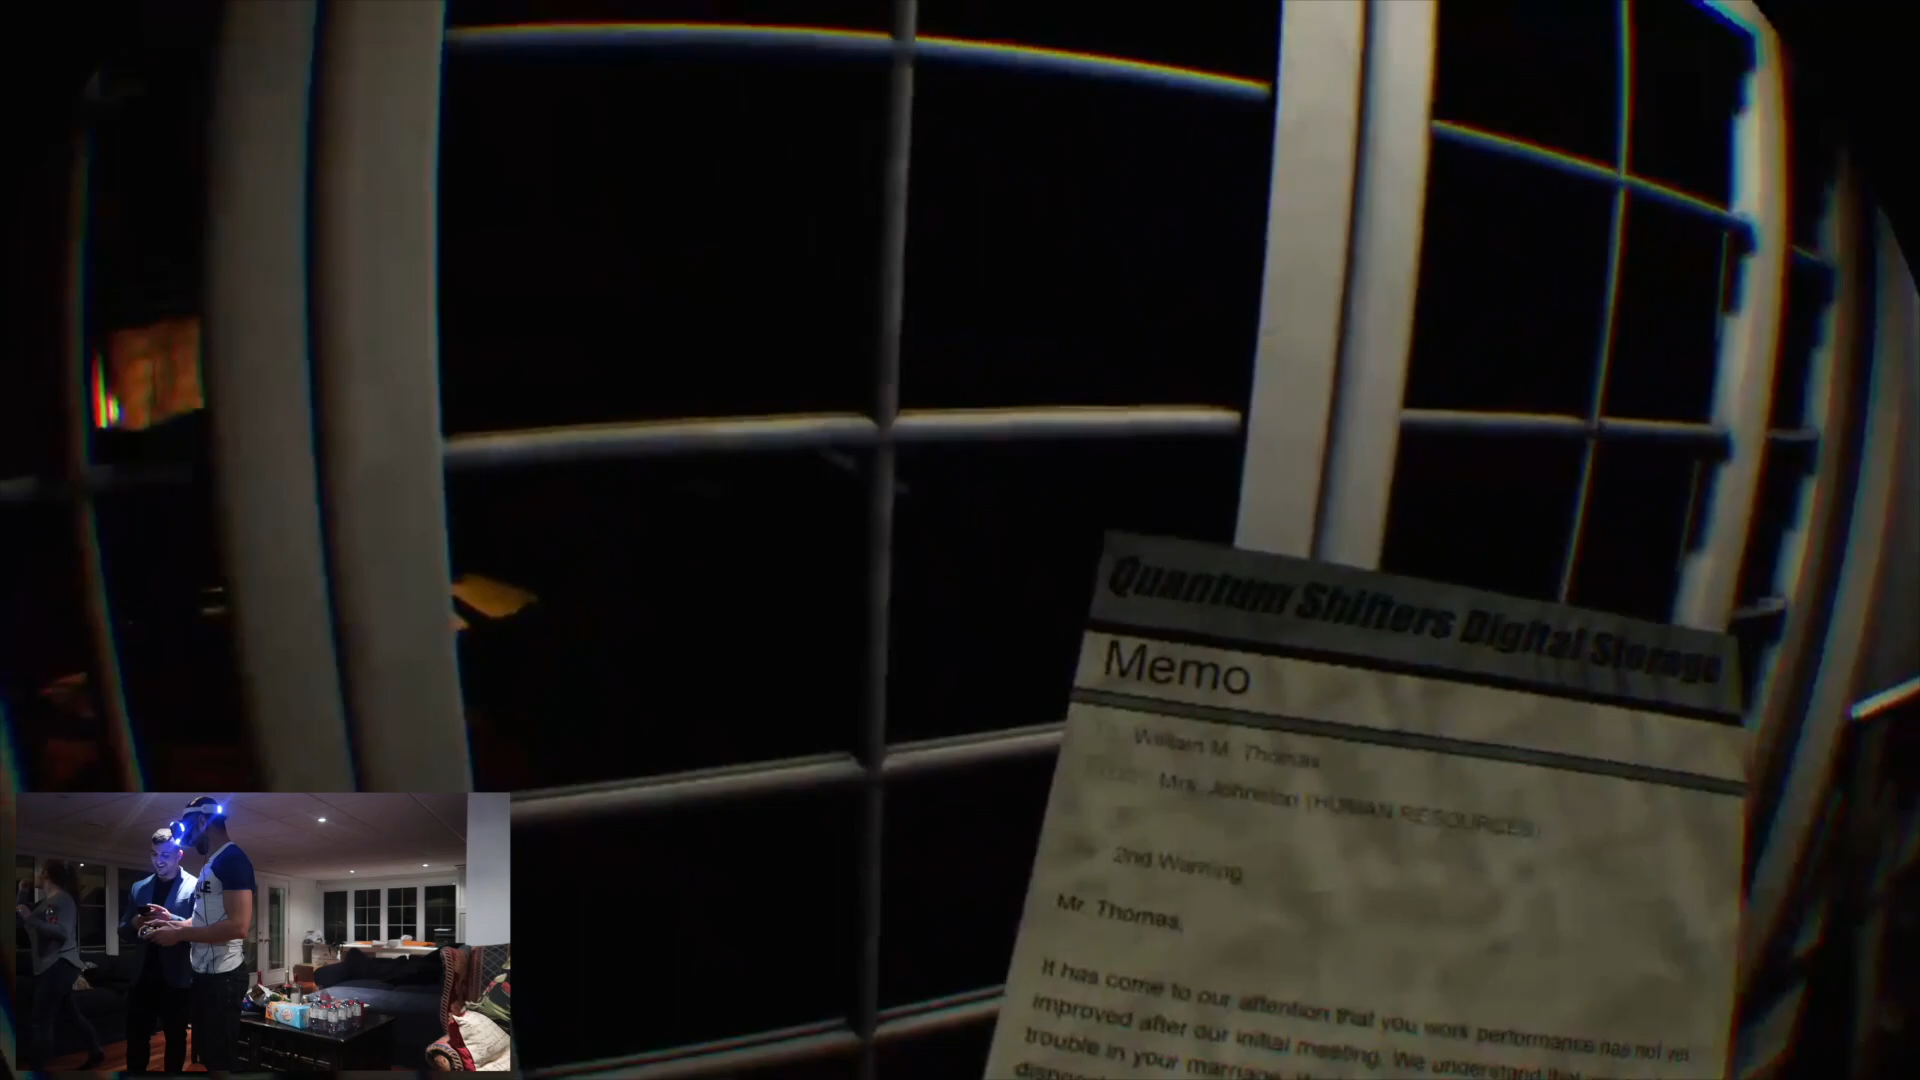 Quantum Shifters Digital Storage
Memo
William M. Thomas
Mrs. Johnston (HUMAN RESOURCES)
2nd Warning
Mr. Thomas,
It has come to our attention that you work performance has not yet
improved after our initial meeting. We understand that
trouble in your marriage.